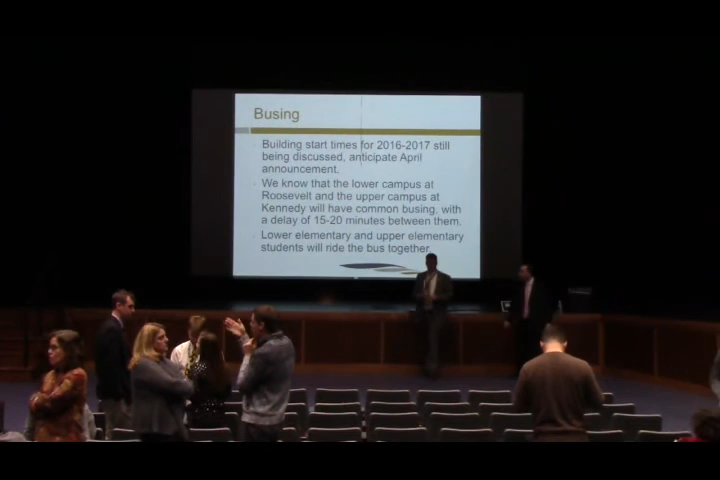 Busing
Building start times for 2016-2017 still
being discussed, anticipate April
announcement.
We know that the lower campus at
Roosevelt and the upper campus at
Kennedy will have common busing, with
a delay of 15-20 minutes between them.
Lower elementary and upper elementary
students will ride the bus together.